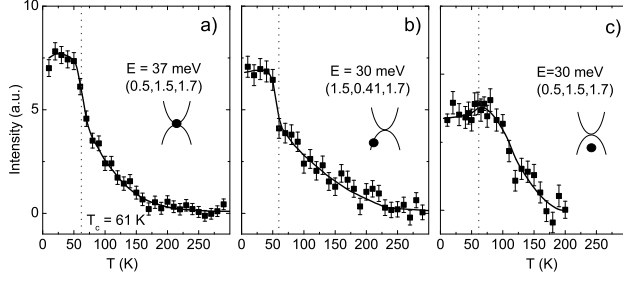 a)
E = 37 meV
(0.5,1.5,1.7)
T_c = 61 K
b)
E = 30 meV
(1.5,0.41,1.7)
c)
E=30 meV
(0.5,1.5,1.7)
Intensity (a.u.)
10
5
0
0 50 100 150 200 250
0 50 100 150 200 250
0 50 100 150 200 250
T (K)
T (K)
T (K)